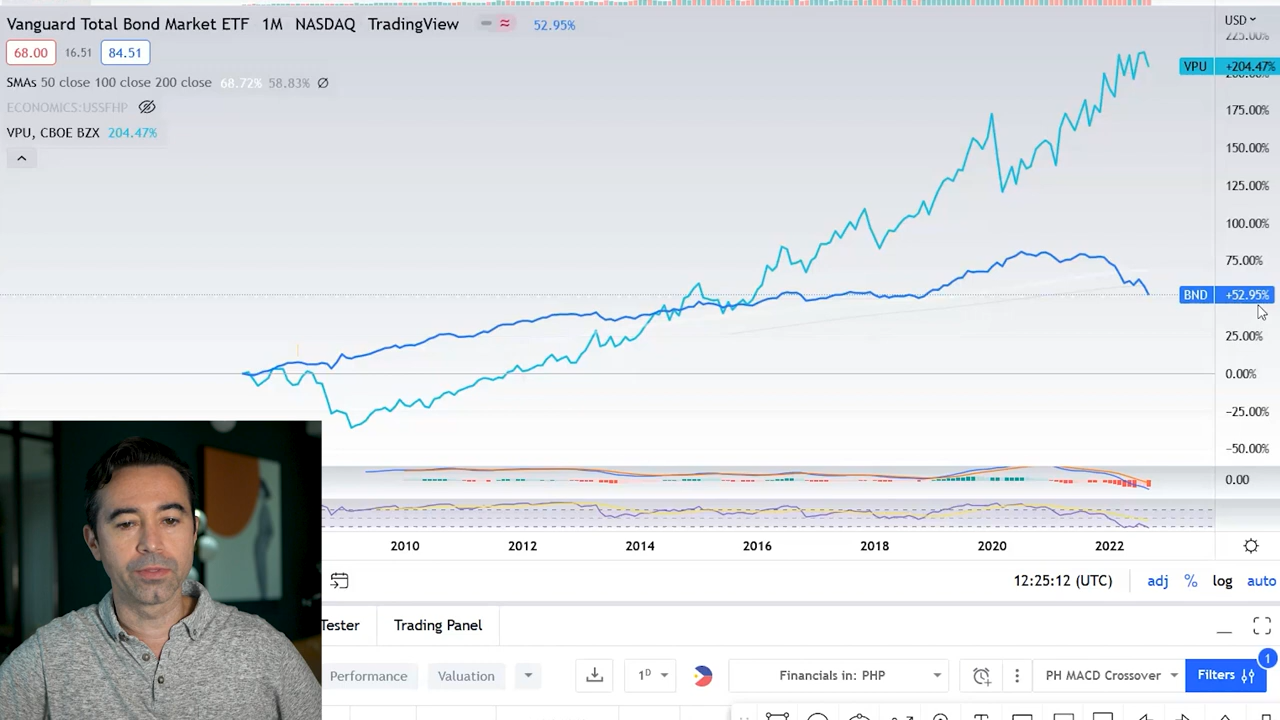 Vanguard Total Bond Market ETF 1M NASDAQ TradingView 52.95%
USD
225.00%
68.00 16.51 84.51
VPU +204.47%
200.00%
SMAs 50 close 100 close 200 close 68.72% 58.83% Ø
ECONOMICS:USSFHP
175.00%
VPU, CBOE BZX 204.47%
150.00%
125.00%
100.00%
75.00%
BND +52.95%
25.00%
0.00%
−25.00%
−50.00%
0.00
2010 2012 2014 2016 2018 2020 2022
12:25:12 (UTC) adj % log auto
Tester Trading Panel
1
Performance Valuation 1D Financials in: PHP PH MACD Crossover Filters